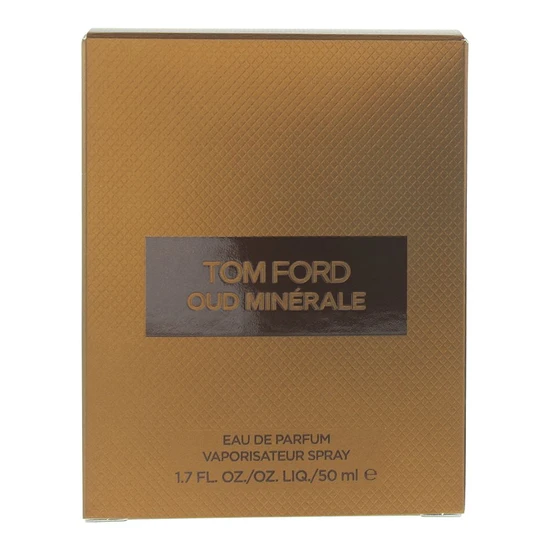 TOM FORD
OUD MINÉRALE
EAU DE PARFUM
VAPORISATEUR SPRAY
1.7 FL. OZ./OZ. LIQ./50 ml ℮